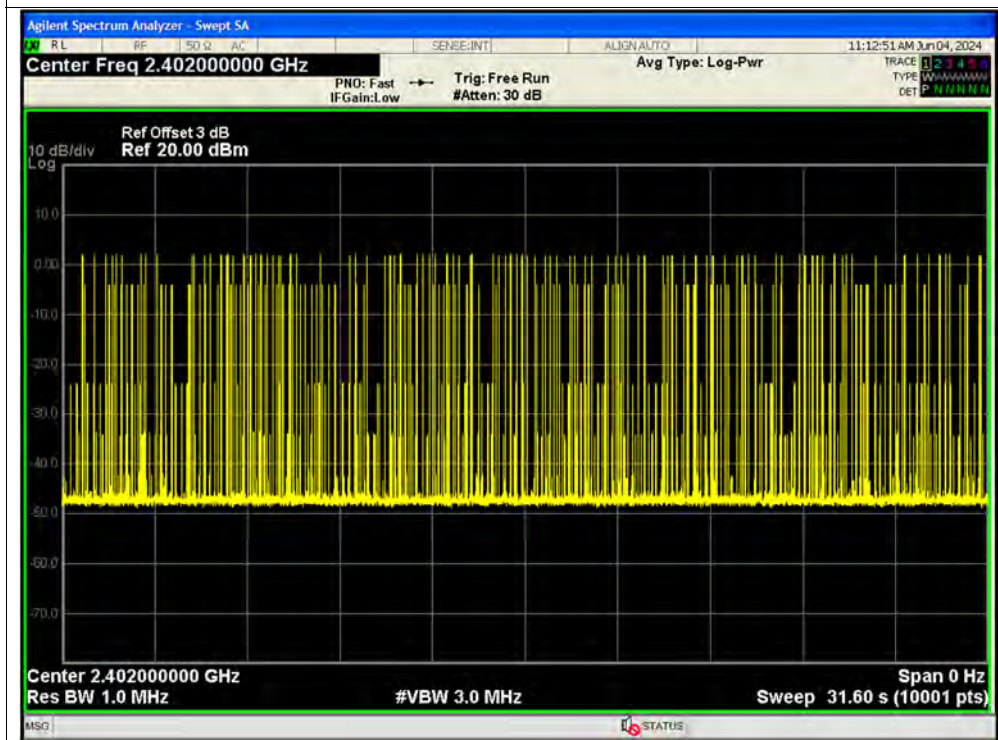 Agilent Spectrum Analyzer - Swept SA
RL RF 50 Ω AC SENSE:INT ALIGN AUTO 11:12:51 AM Jun 04, 2024
Center Freq 2.402000000 GHz Avg Type: Log-Pwr TRACE 1 2 3 4 5 6
PNO: Fast Trig: Free Run TYPE
IFGain:Low #Atten: 30 dB DET P N N N N N
Ref Offset 3 dB
10 dB/div Ref 20.00 dBm
Log
10.0
0.00
-10.0
-20.0
-30.0
-40.0
-50.0
-60.0
-70.0
Center 2.402000000 GHz Span 0 Hz
Res BW 1.0 MHz #VBW 3.0 MHz Sweep 31.60 s (10001 pts)
MSG STATUS